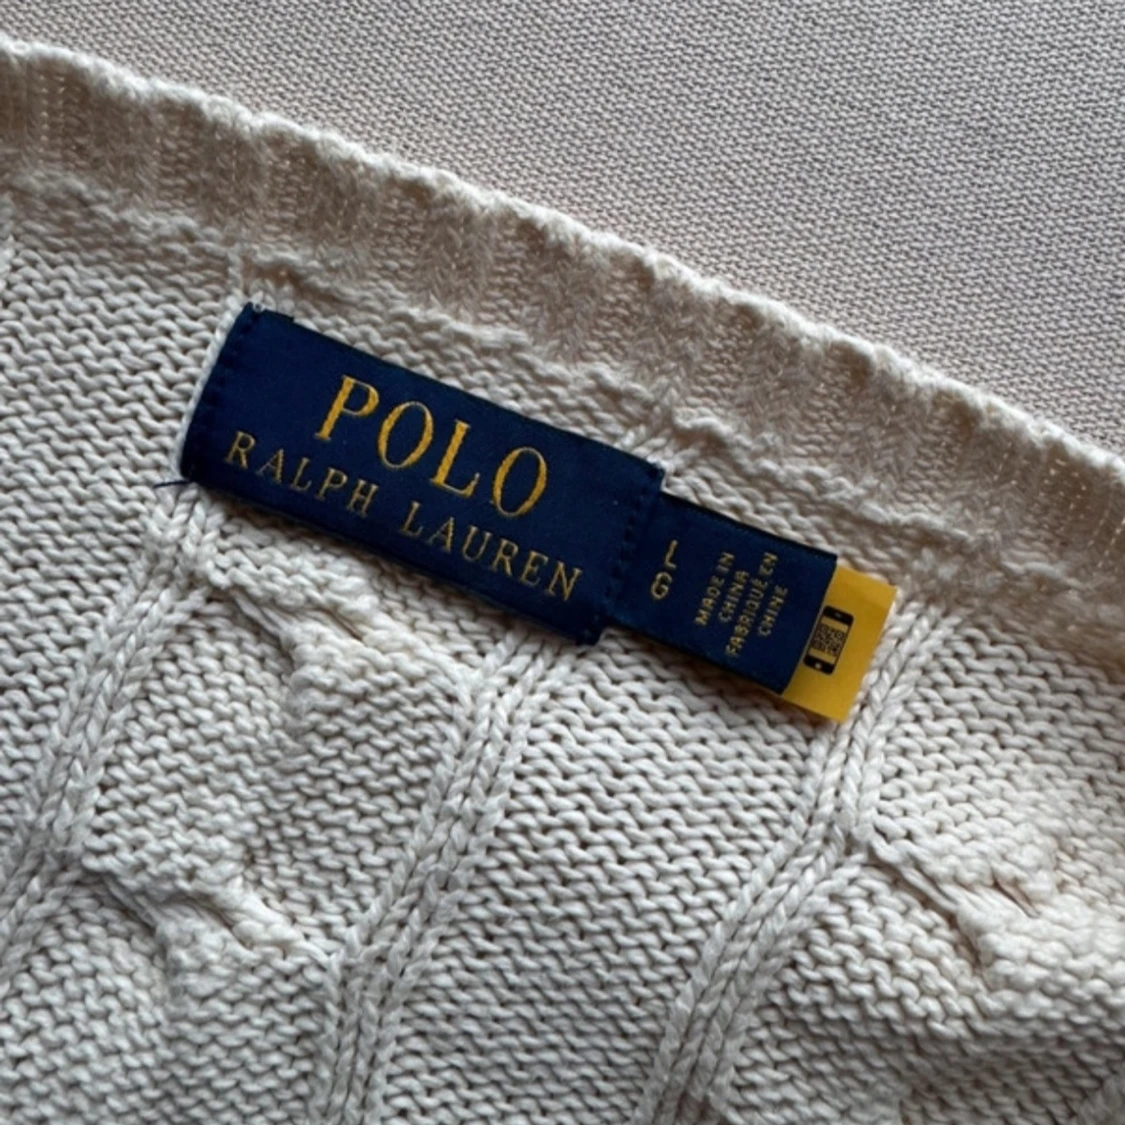 POLO
RALPH LAUREN
L
G
MADE IN
CHINA
FABRIQUÉ EN
CHINE